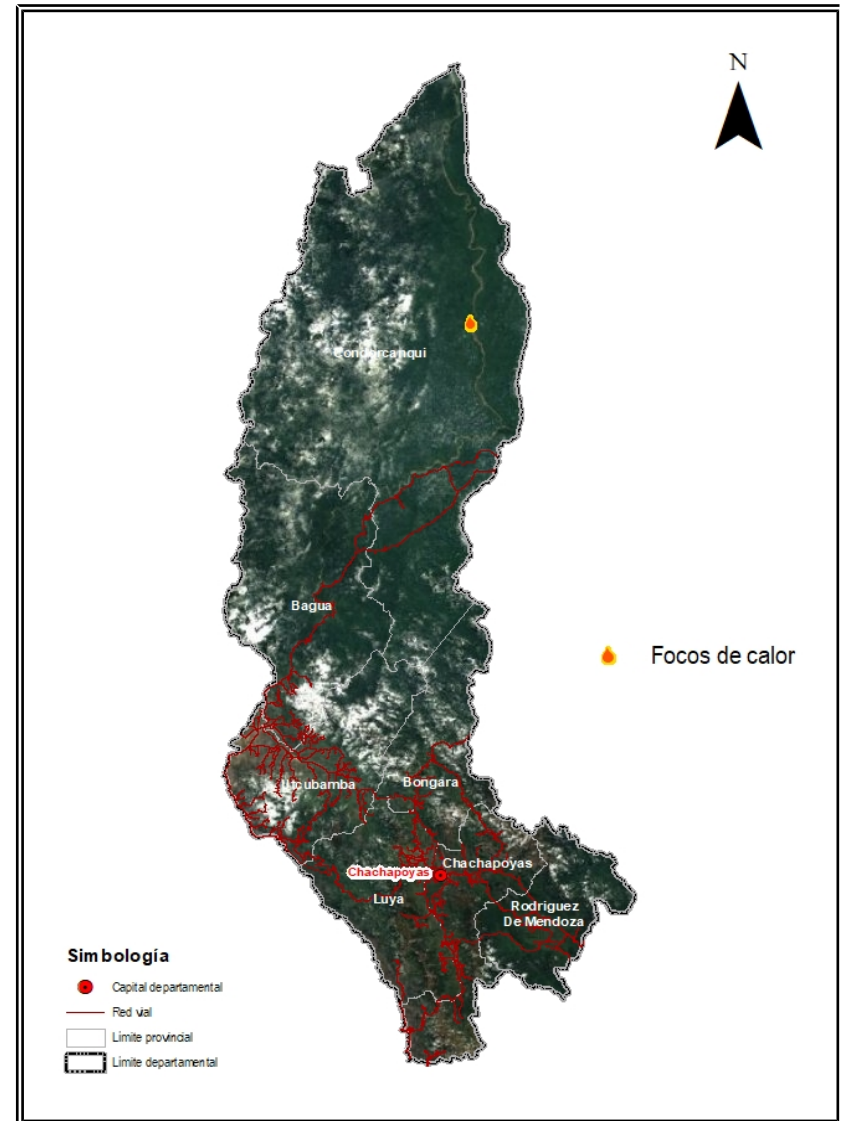 N
Condorcanqui
Bagua
Focos de calor
Utcubamba
Bongara
Chachapoyas
Chachapoyas
Luya
Rodriguez
De Mendoza
Simbología
Capital departamental
Red vial
Limite provincial
Limite departamental